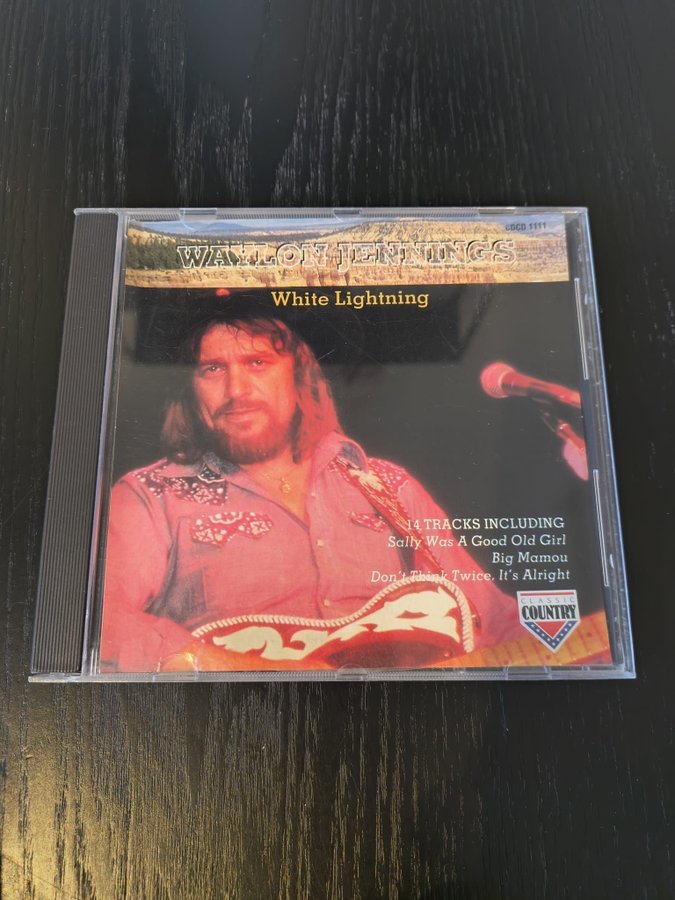 CDCD 1111
WAYLON JENNINGS
White Lightning
14 TRACKS INCLUDING
Sally Was A Good Old Girl
Big Mamou
Don't Think Twice, It's Alright
CLASSIC
COUNTRY